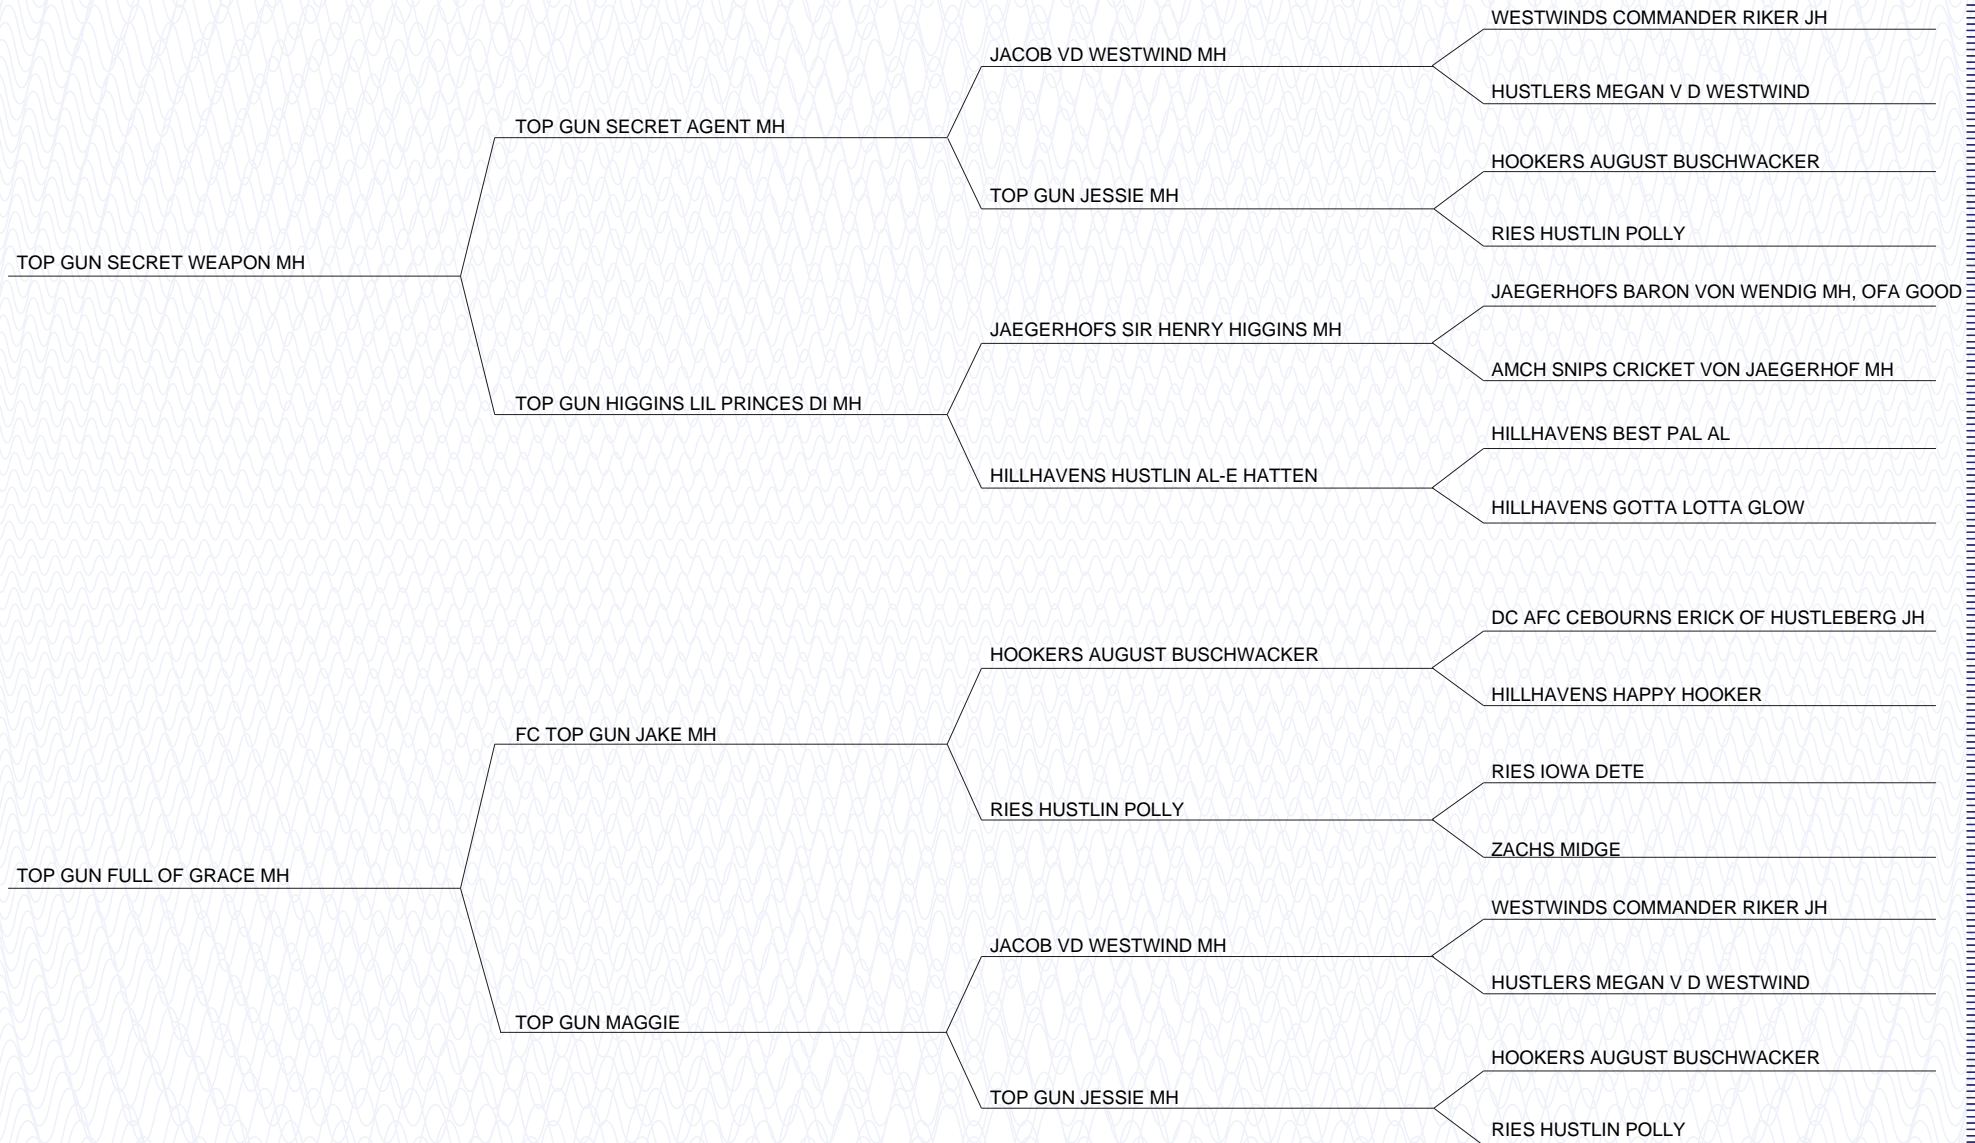 WESTWINDS COMMANDER RIKER JH
JACOB VD WESTWIND MH
HUSTLERS MEGAN V D WESTWIND
TOP GUN SECRET AGENT MH
HOOKERS AUGUST BUSCHWACKER
TOP GUN JESSIE MH
RIES HUSTLIN POLLY
TOP GUN SECRET WEAPON MH
JAEGERHOFS BARON VON WENDIG MH, OFA GOOD
JAEGERHOFS SIR HENRY HIGGINS MH
AMCH SNIPS CRICKET VON JAEGERHOF MH
TOP GUN HIGGINS LIL PRINCES DI MH
HILLHAVENS BEST PAL AL
HILLHAVENS HUSTLIN AL-E HATTEN
HILLHAVENS GOTTA LOTTA GLOW
DC AFC CEBOURNS ERICK OF HUSTLEBERG JH
HOOKERS AUGUST BUSCHWACKER
HILLHAVENS HAPPY HOOKER
FC TOP GUN JAKE MH
RIES IOWA DETE
RIES HUSTLIN POLLY
ZACHS MIDGE
TOP GUN FULL OF GRACE MH
WESTWINDS COMMANDER RIKER JH
JACOB VD WESTWIND MH
HUSTLERS MEGAN V D WESTWIND
TOP GUN MAGGIE
HOOKERS AUGUST BUSCHWACKER
TOP GUN JESSIE MH
RIES HUSTLIN POLLY